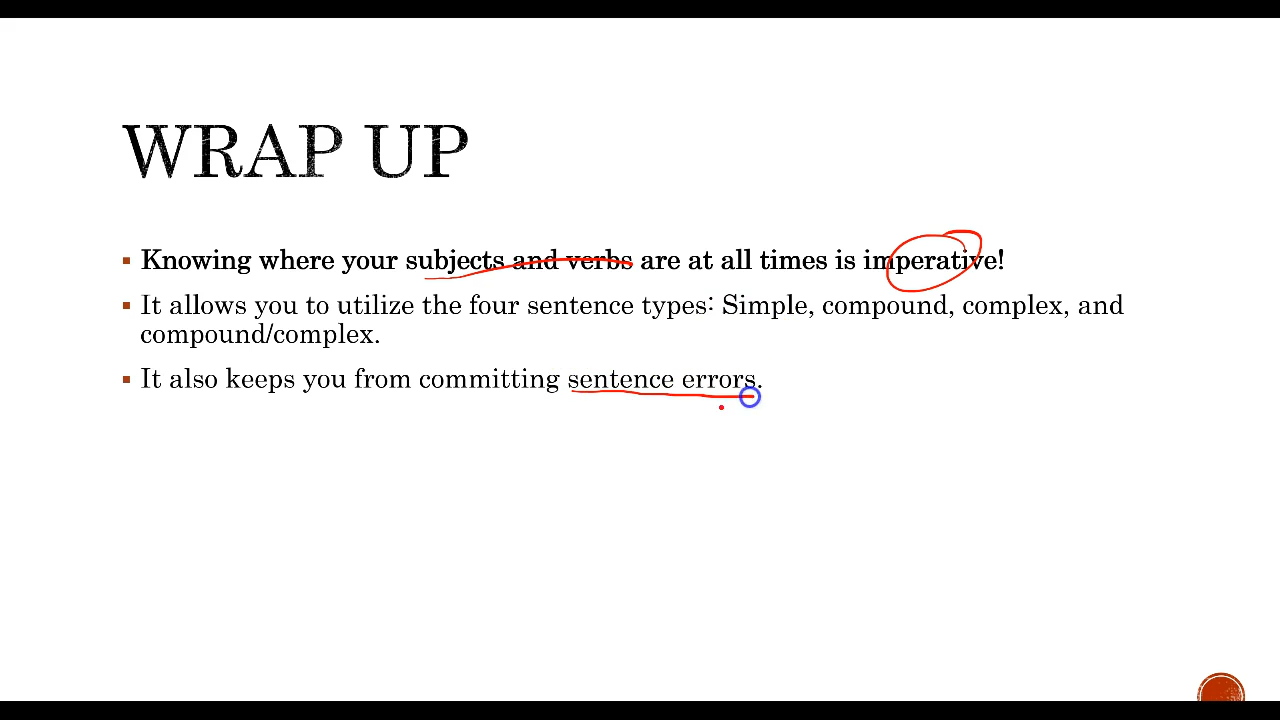 WRAP UP
Knowing where your subjects and verbs are at all times is imperative!
It allows you to utilize the four sentence types: Simple, compound, complex, and
compound/complex.
It also keeps you from committing sentence errors.